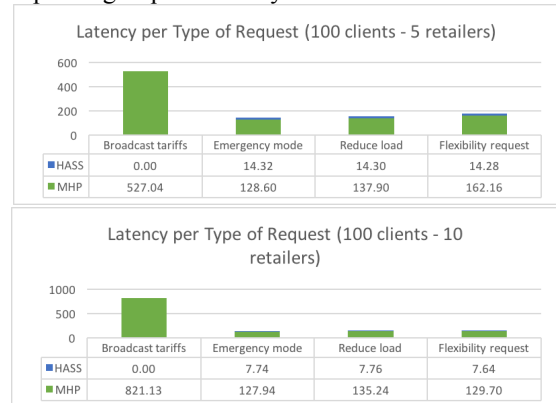 Latency per Type of Request (100 clients - 5 retailers)
600
400
200
0
Broadcast tariffs Emergency mode Reduce load Flexibility request
HASS 0.00 14.32 14.30 14.28
MHP 527.04 128.60 137.90 162.16
Latency per Type of Request (100 clients - 10
retailers)
1000
500
0
Broadcast tariffs Emergency mode Reduce load Flexibility request
HASS 0.00 7.74 7.76 7.64
MHP 821.13 127.94 135.24 129.70